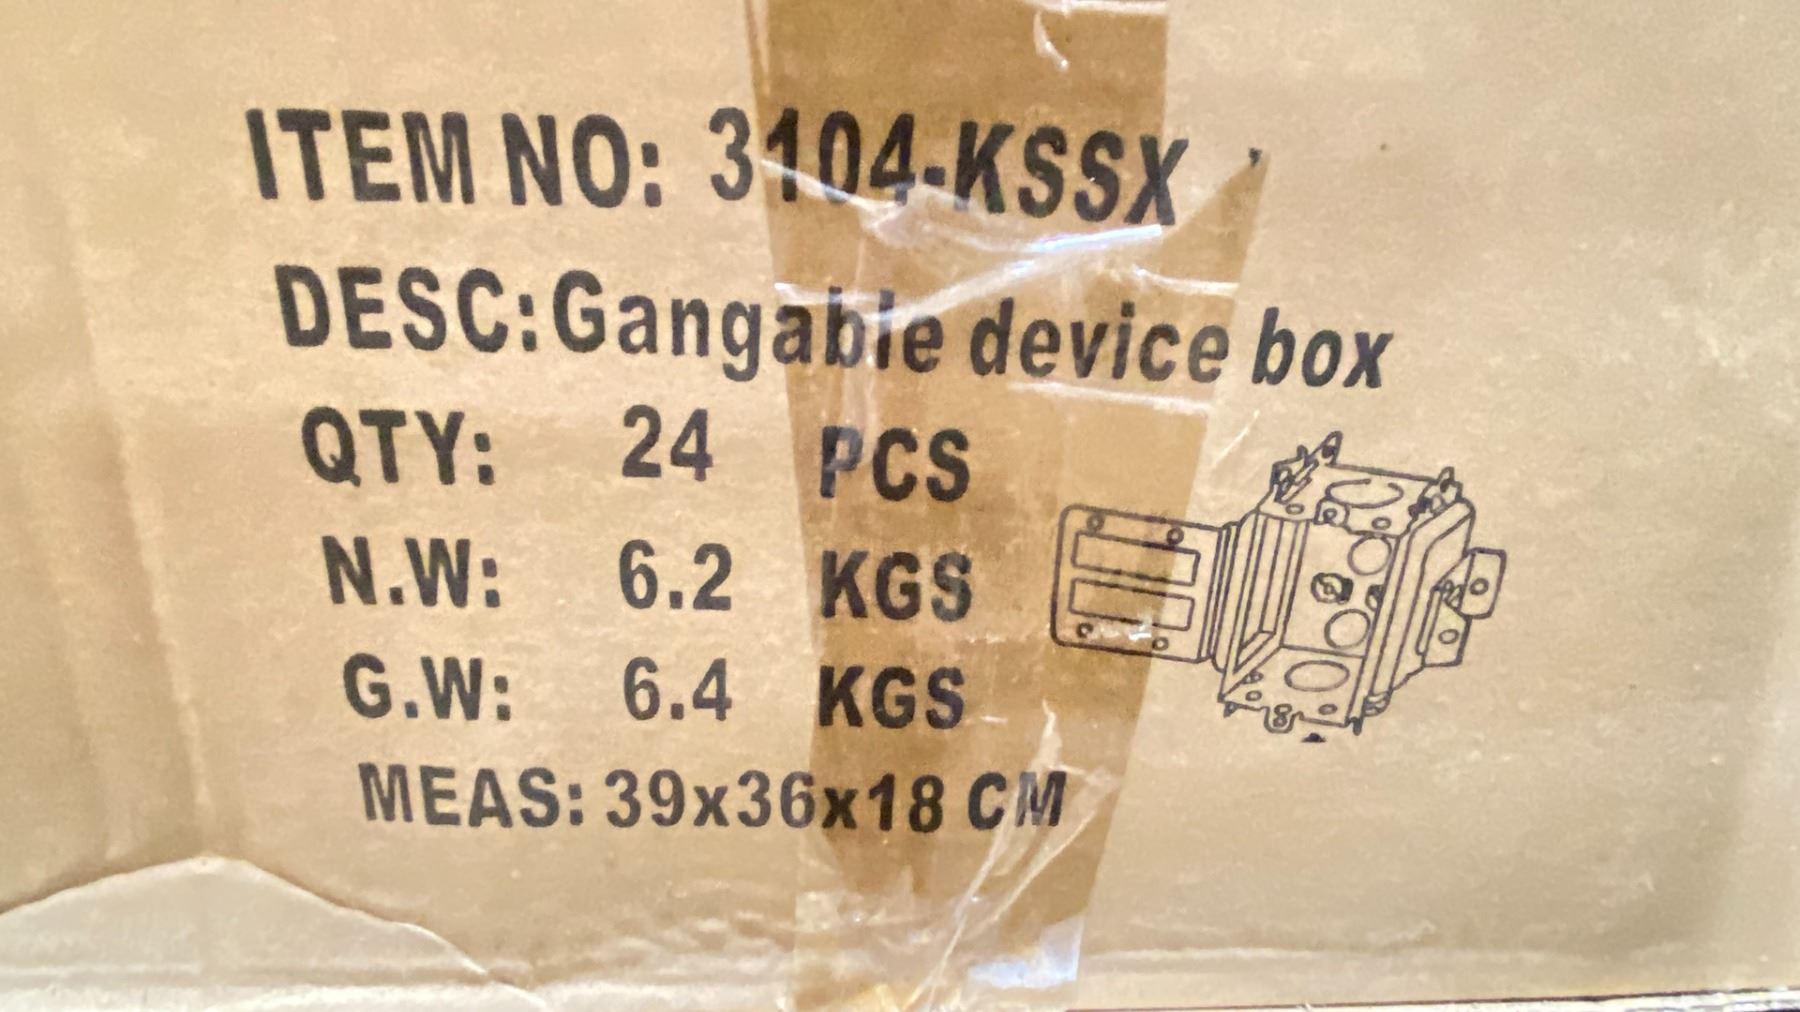 ITEM NO: 3104-KSSX
DESC:Gangable device box
QTY: 24 PCS
N.W: 6.2 KGS
G.W: 6.4 KGS
MEAS: 39x36x18 CM